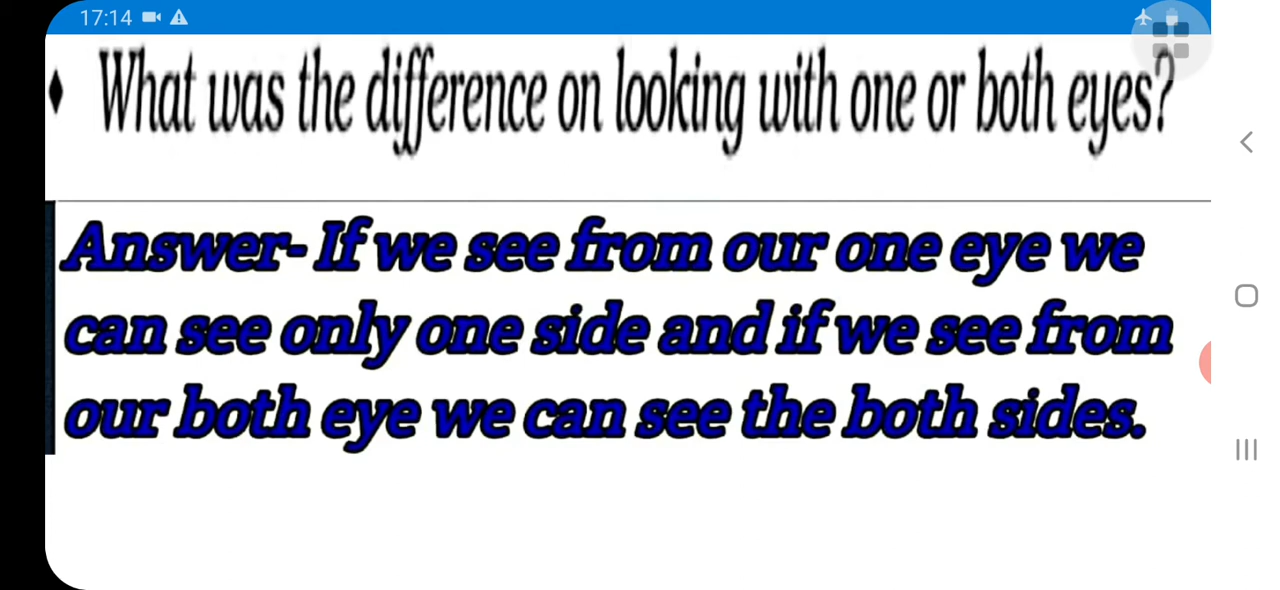 17:14
♦ What was the difference on looking with one or both eyes?
Answer- If we see from our one eye we
can see only one side and if we see from
our both eye we can see the both sides.